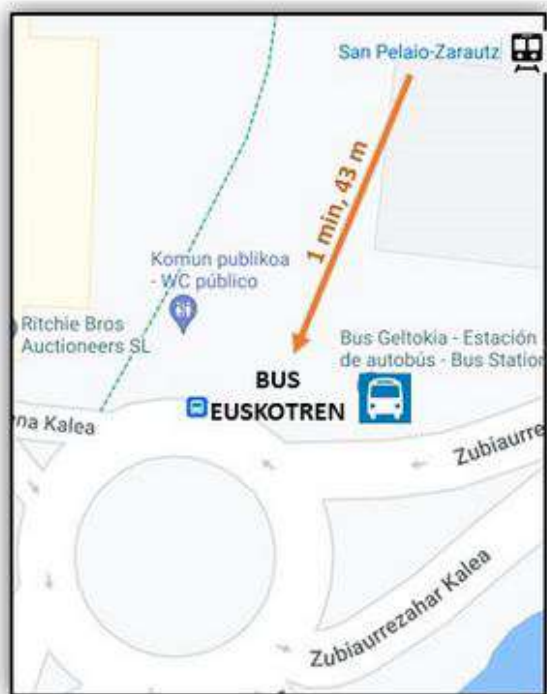 San Pelaio-Zarautz
1 min, 43 m
Komun publikoa
- WC público
Ritchie Bros
Auctioneers SL
Bus Geltokia - Estación
de autobús - Bus Station
BUS
EUSKOTREN
na Kalea
Zubiaurre
Zubiaurrezahar Kalea